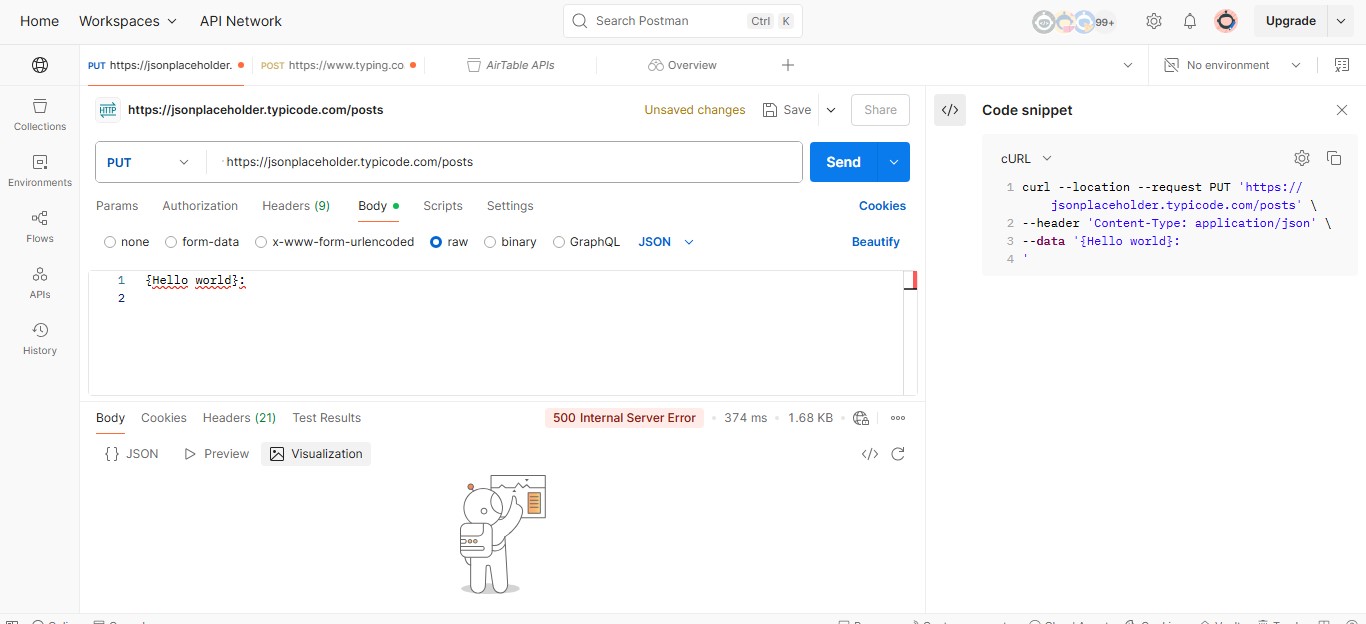 Home Workspaces API Network Search Postman Ctrl K 99+ Upgrade
PUT https://jsonplaceholder. POST https://www.typing.co AirTable APIs Overview No environment
Collections
Environments
Flows
APIs
History
HTTP https://jsonplaceholder.typicode.com/posts Unsaved changes Save Share
PUT https://jsonplaceholder.typicode.com/posts Send
Params Authorization Headers (9) Body Scripts Settings Cookies
none form-data x-www-form-urlencoded raw binary GraphQL JSON Beautify
1 {Hello world}:
2
Body Cookies Headers (21) Test Results 500 Internal Server Error 374 ms 1.68 KB
{} JSON Preview Visualization
</> Code snippet
cURL
1 curl --location --request PUT 'https://
jsonplaceholder.typicode.com/posts' \
2 --header 'Content-Type: application/json' \
3 --data '{Hello world}:
4 '